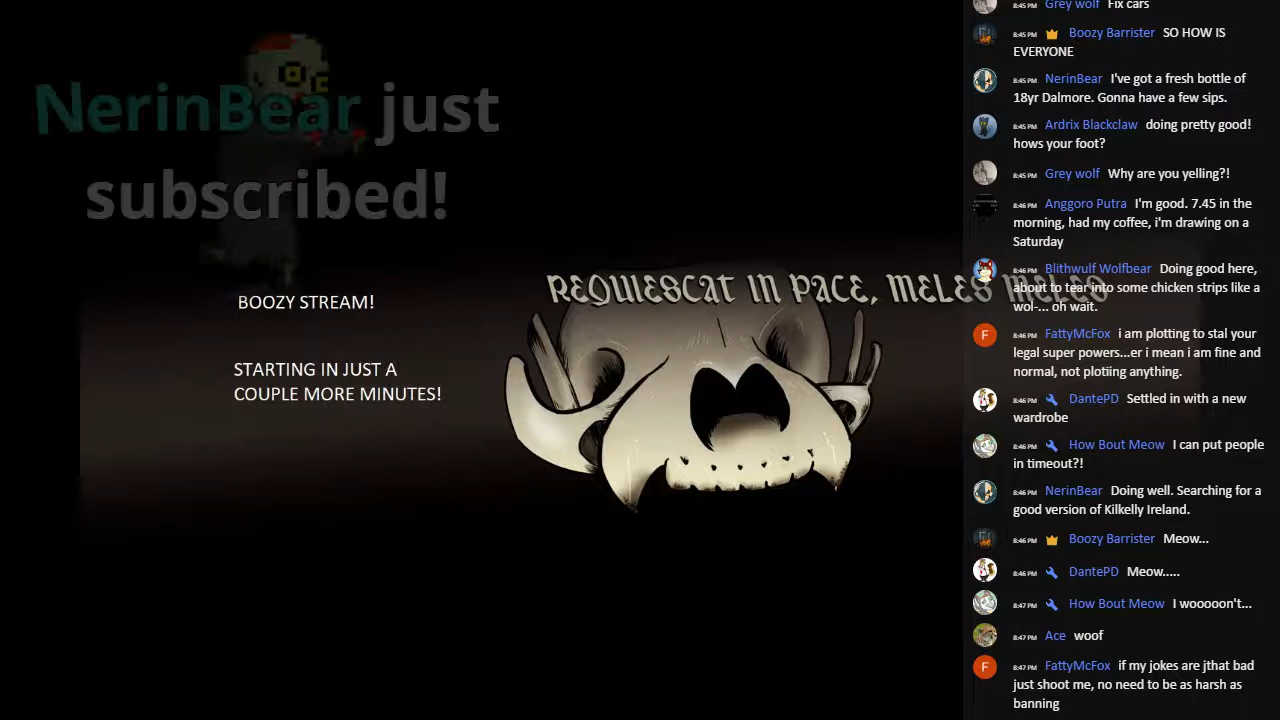 NerinBear just
subscribed!
BOOZY STREAM!
STARTING IN JUST A
COUPLE MORE MINUTES!
REQUIESCAT IN PACE, MELES MELES
8:45 PM Grey wolf Fix cars
8:45 PM Boozy Barrister SO HOW IS
EVERYONE
8:45 PM NerinBear I've got a fresh bottle of
18yr Dalmore. Gonna have a few sips.
8:45 PM Ardrix Blackclaw doing pretty good!
hows your foot?
8:45 PM Grey wolf Why are you yelling?!
8:46 PM Anggoro Putra I'm good. 7.45 in the
morning, had my coffee, i'm drawing on a
Saturday
8:46 PM Blithwulf Wolfbear Doing good here,
about to tear into some chicken strips like a
wol-... oh wait.
F
8:46 PM FattyMcFox i am plotting to stal your
legal super powers...er i mean i am fine and
normal, not ploting anything.
8:46 PM DantePD Settled in with a new
wardrobe
8:46 PM How Bout Meow I can put people
in timeout?!
8:46 PM NerinBear Doing well. Searching for a
good version of Kilkelly Ireland.
8:46 PM Boozy Barrister Meow...
8:46 PM DantePD Meow.....
8:47 PM How Bout Meow I wooooon't...
8:47 PM Ace woof
F
8:47 PM FattyMcFox if my jokes are jthat bad
just shoot me, no need to be as harsh as
banning